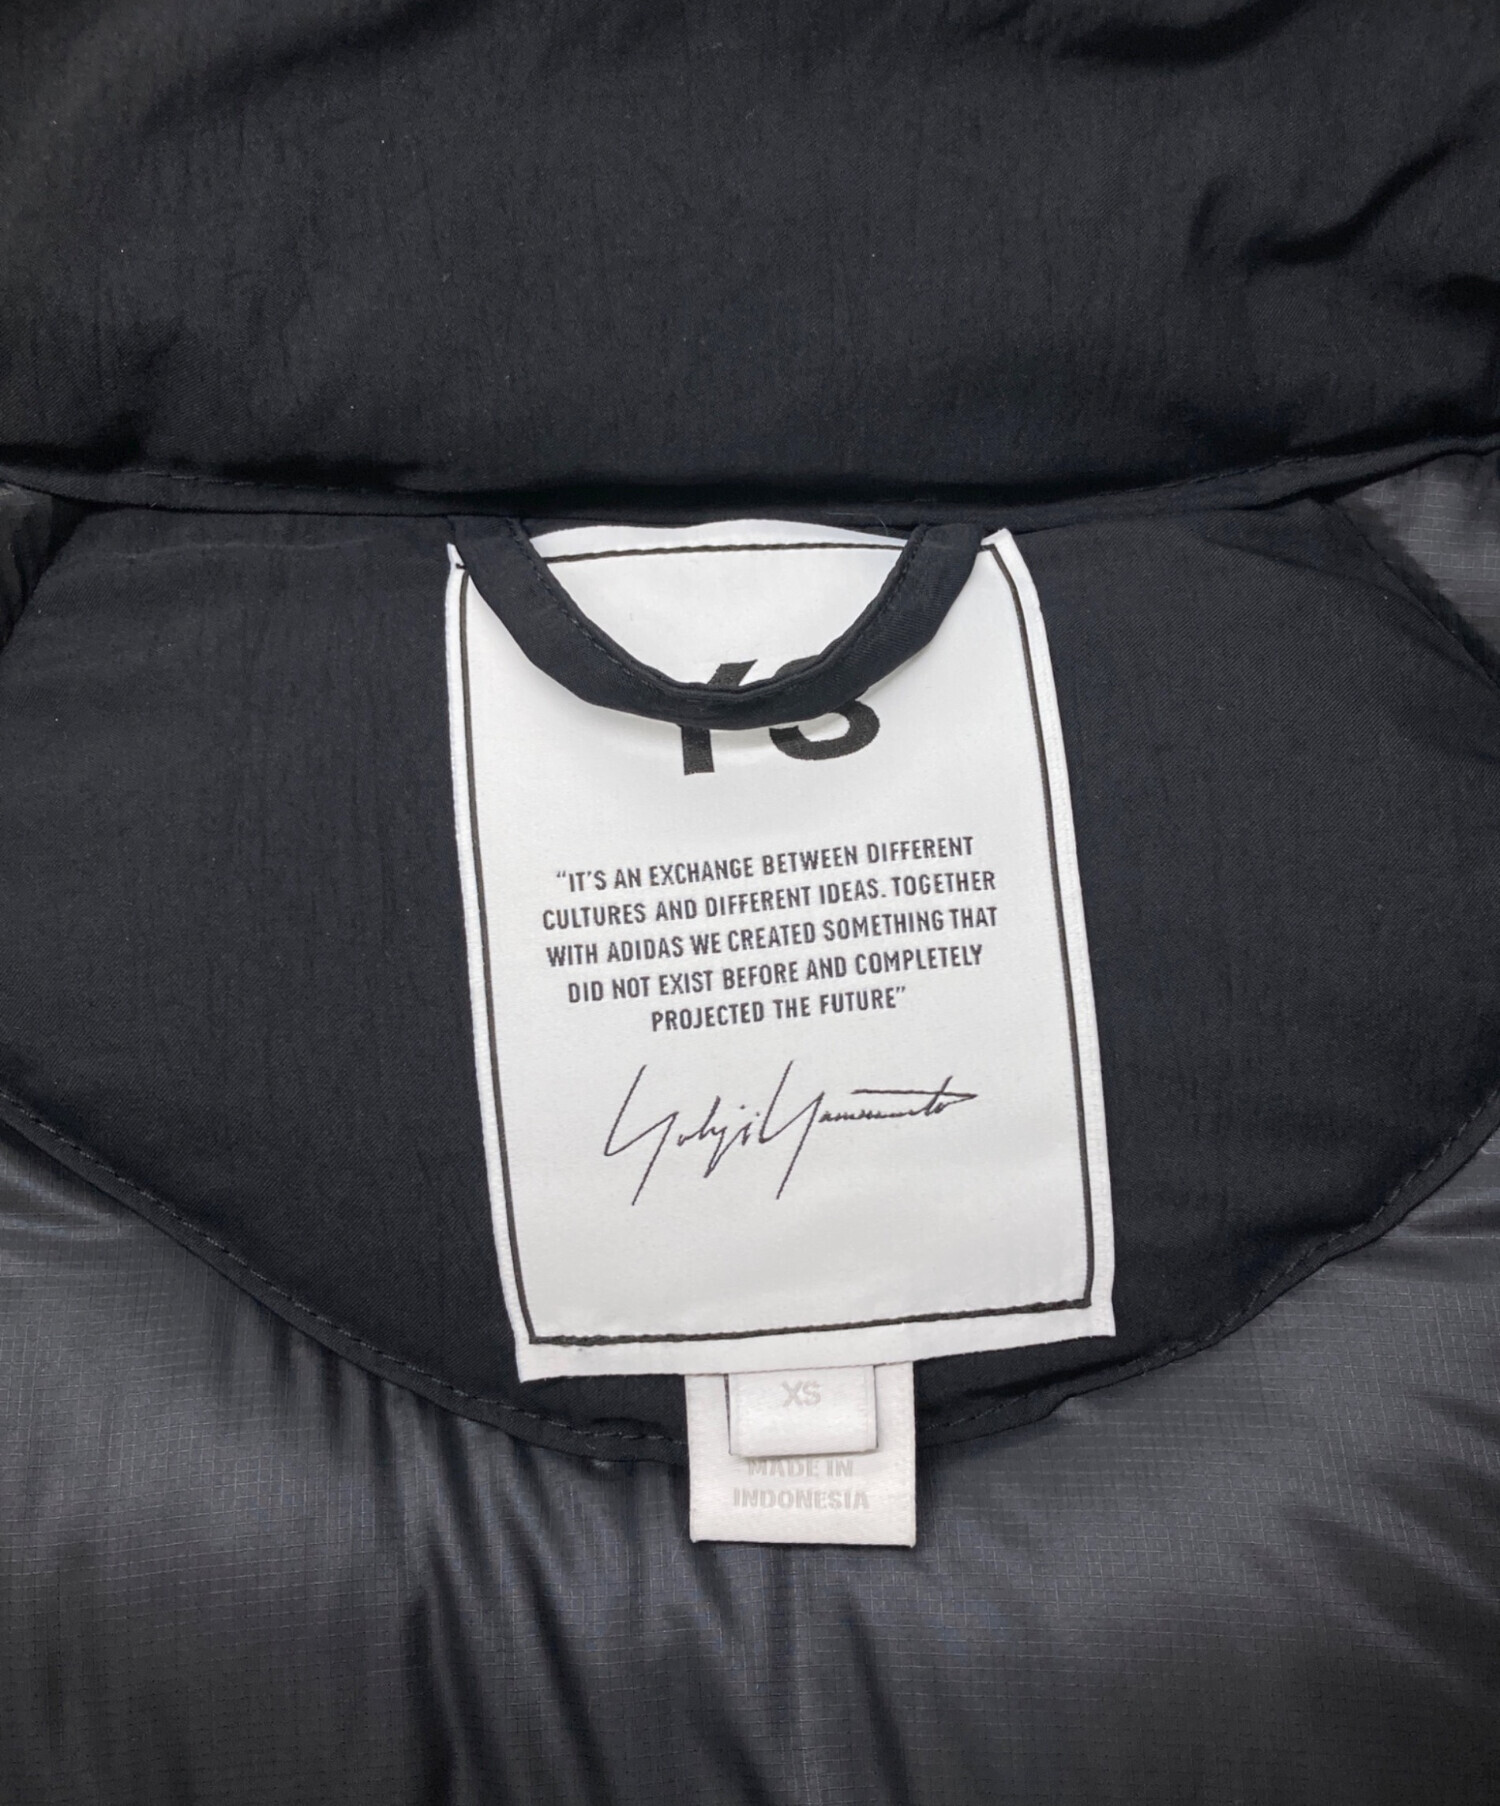 Y3
“IT'S AN EXCHANGE BETWEEN DIFFERENT
CULTURES AND DIFFERENT IDEAS. TOGETHER
WITH ADIDAS WE CREATED SOMETHING THAT
DID NOT EXIST BEFORE AND COMPLETELY
PROJECTED THE FUTURE”
Yohji Yamamoto
XS
MADE IN
INDONESIA